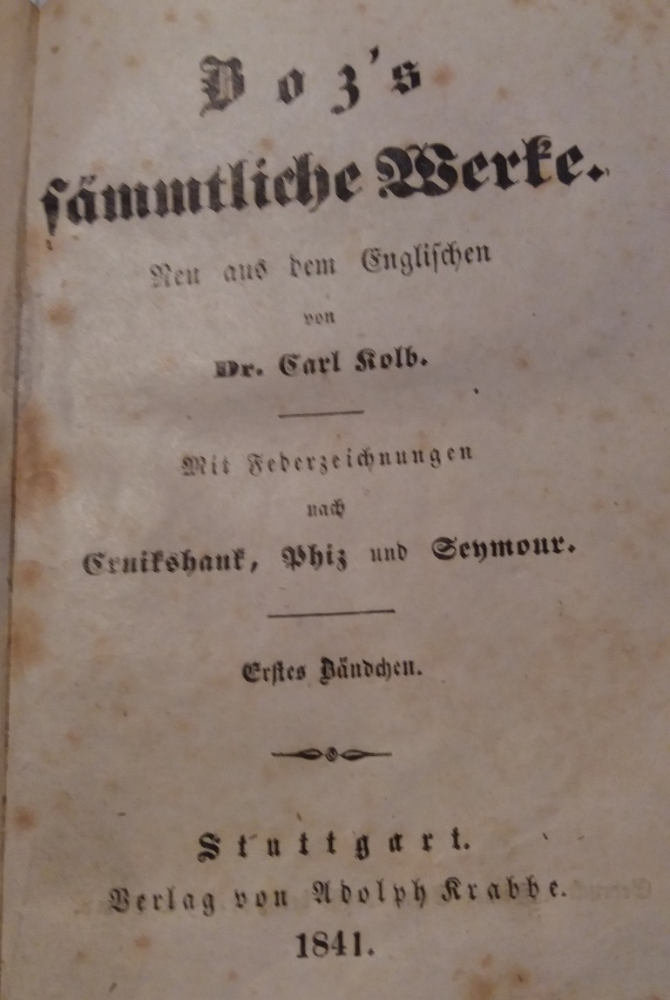 Boz's
sämmtliche Werke.
Neu aus dem Englischen
von
Dr. Carl Kolb.
Mit Federzeichnungen
nach
Cruikshank, Phiz und Seymour.
Erstes Bändchen.
Stuttgart.
Verlag von Adolph Krabbe.
1841.